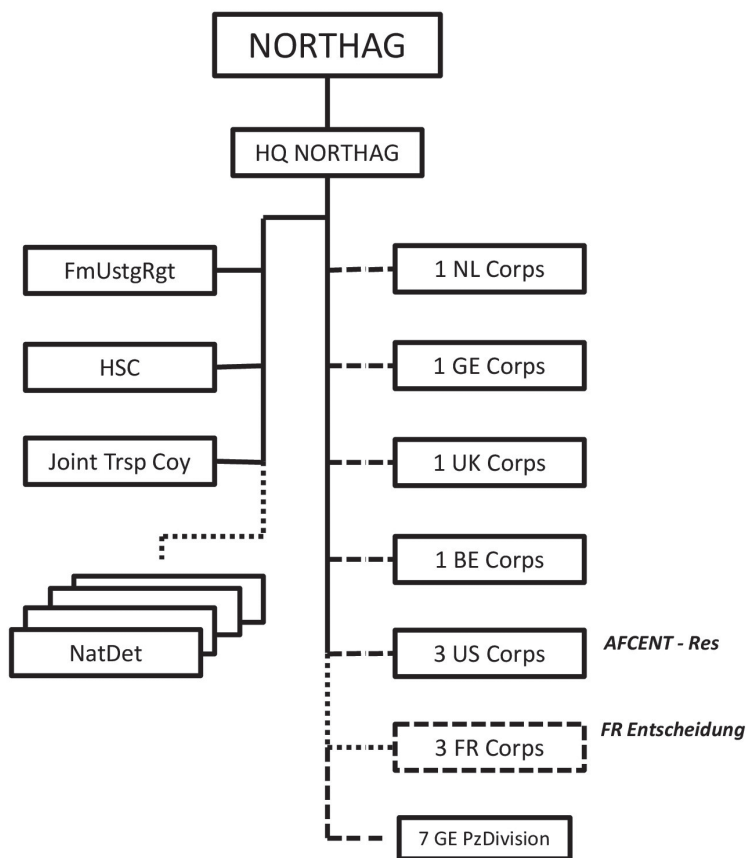 NORTHAG
HQ NORTHAG
FmUstgRgt
HSC
Joint Trsp Coy
NatDet
1 NL Corps
1 GE Corps
1 UK Corps
1 BE Corps
3 US Corps
AFCENT - Res
3 FR Corps
FR Entscheidung
7 GE PzDivision